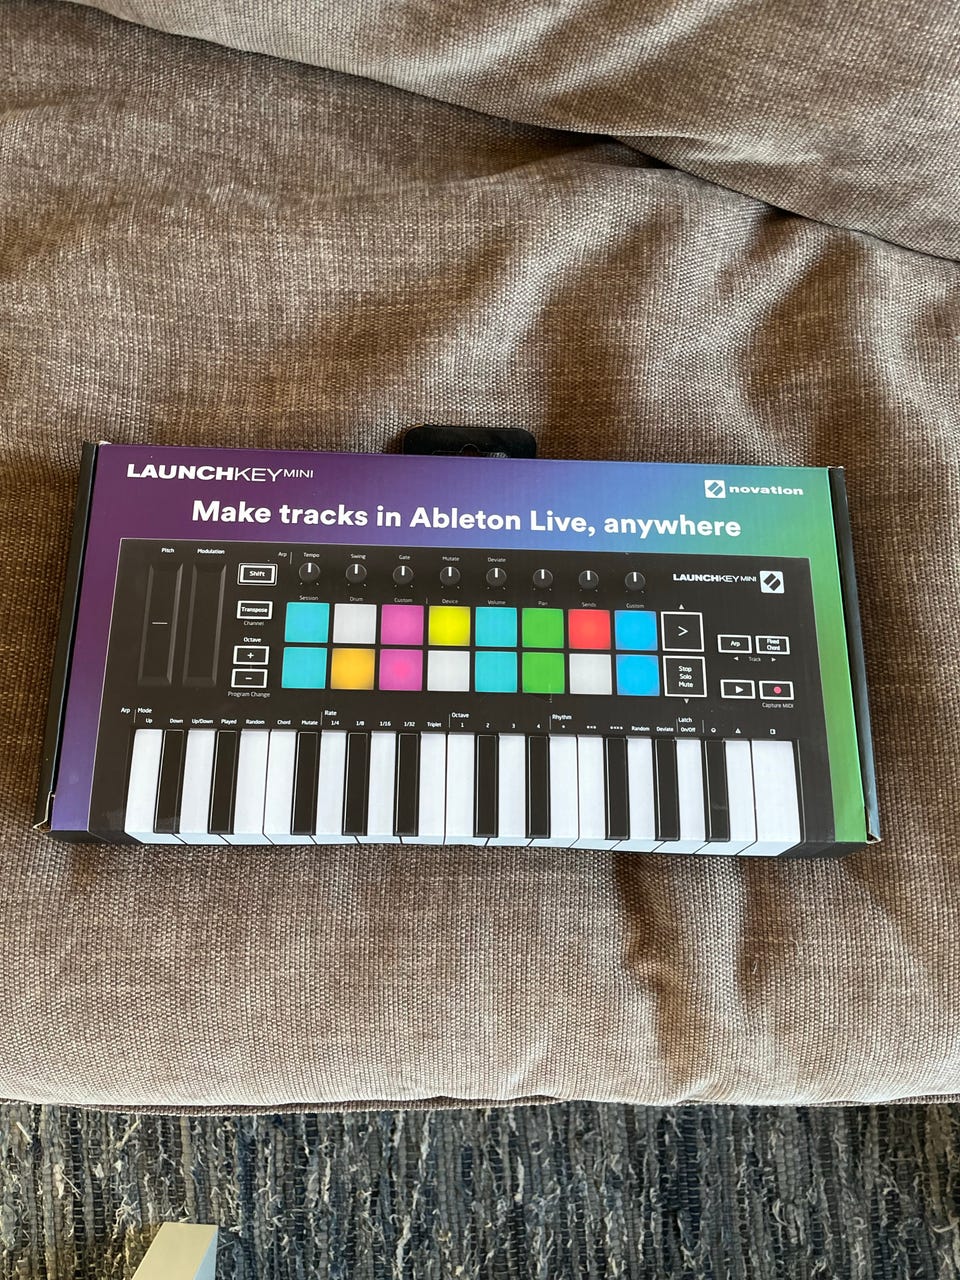 LAUNCHKEY MINI
novation
Make tracks in Ableton Live, anywhere
Pitch
Modulation
Shift
Transpose
Channel
Octave
+
−
Program Change
Arp
Tempo
Swing
Gate
Mutate
Deviate
LAUNCHKEY MINI
Session
Drum
Custom
Device
Volume
Pan
Sends
Custom
>
Stop
Solo
Mute
Arp
Fixed
Chord
Track
Capture MIDI
Arp
Mode
Up
Down
Up/Down
Played
Random
Chord
Mutate
Rate
1/4
1/8
1/16
1/32
Triplet
Octave
1
2
3
4
Rhythm
Random
Deviate
Latch
On/Off